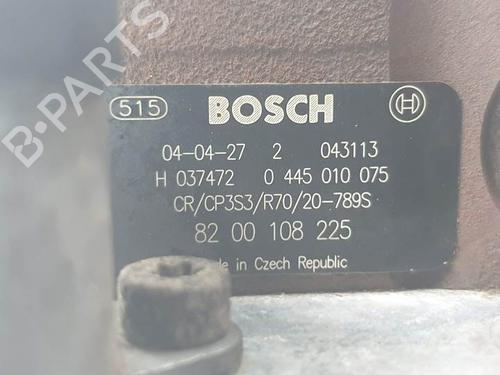 515 BOSCH
04-04-27 2 043113
H 037472 0 445 010 075
CR/CP3S3/R70/20-789S
82 00 108 225
in Czech Republic
B-PARTS